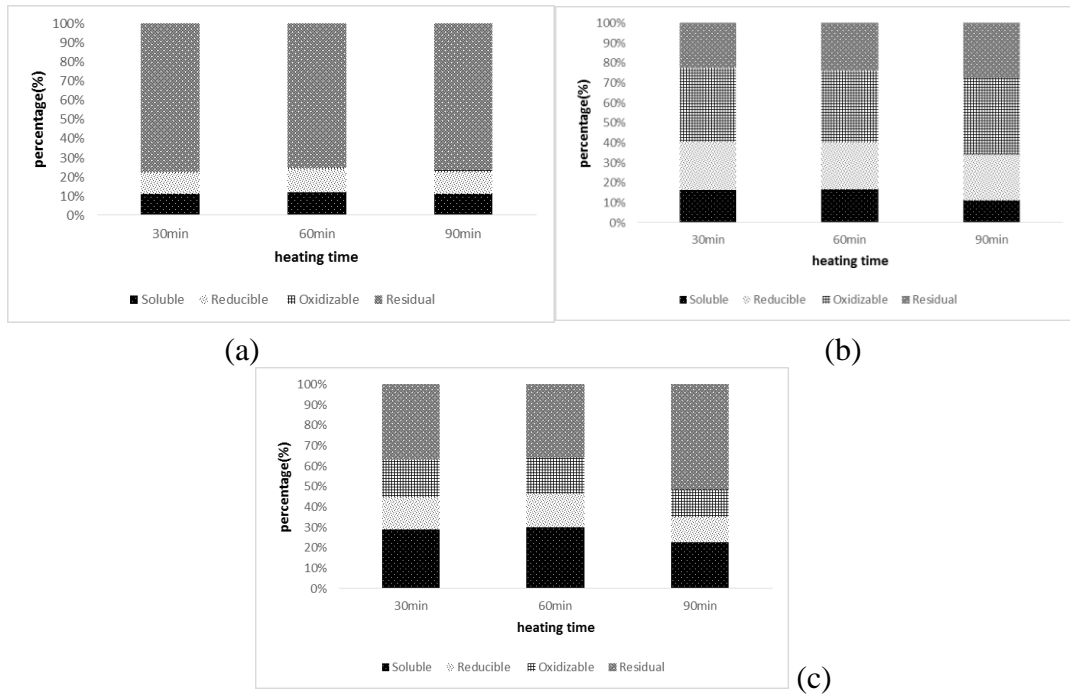 100%
90%
80%
70%
60%
50%
40%
30%
20%
10%
0%
percentage(%)
30min 60min 90min
heating time
Soluble Reducible Oxidizable Residual
(a)
100%
90%
80%
70%
60%
50%
40%
30%
20%
10%
0%
percentage(%)
30min 60min 90min
heating time
Soluble Reducible Oxidizable Residual
(b)
100%
90%
80%
70%
60%
50%
40%
30%
20%
10%
0%
percentage(%)
30min 60min 90min
heating time
Soluble Reducible Oxidizable Residual
(c)